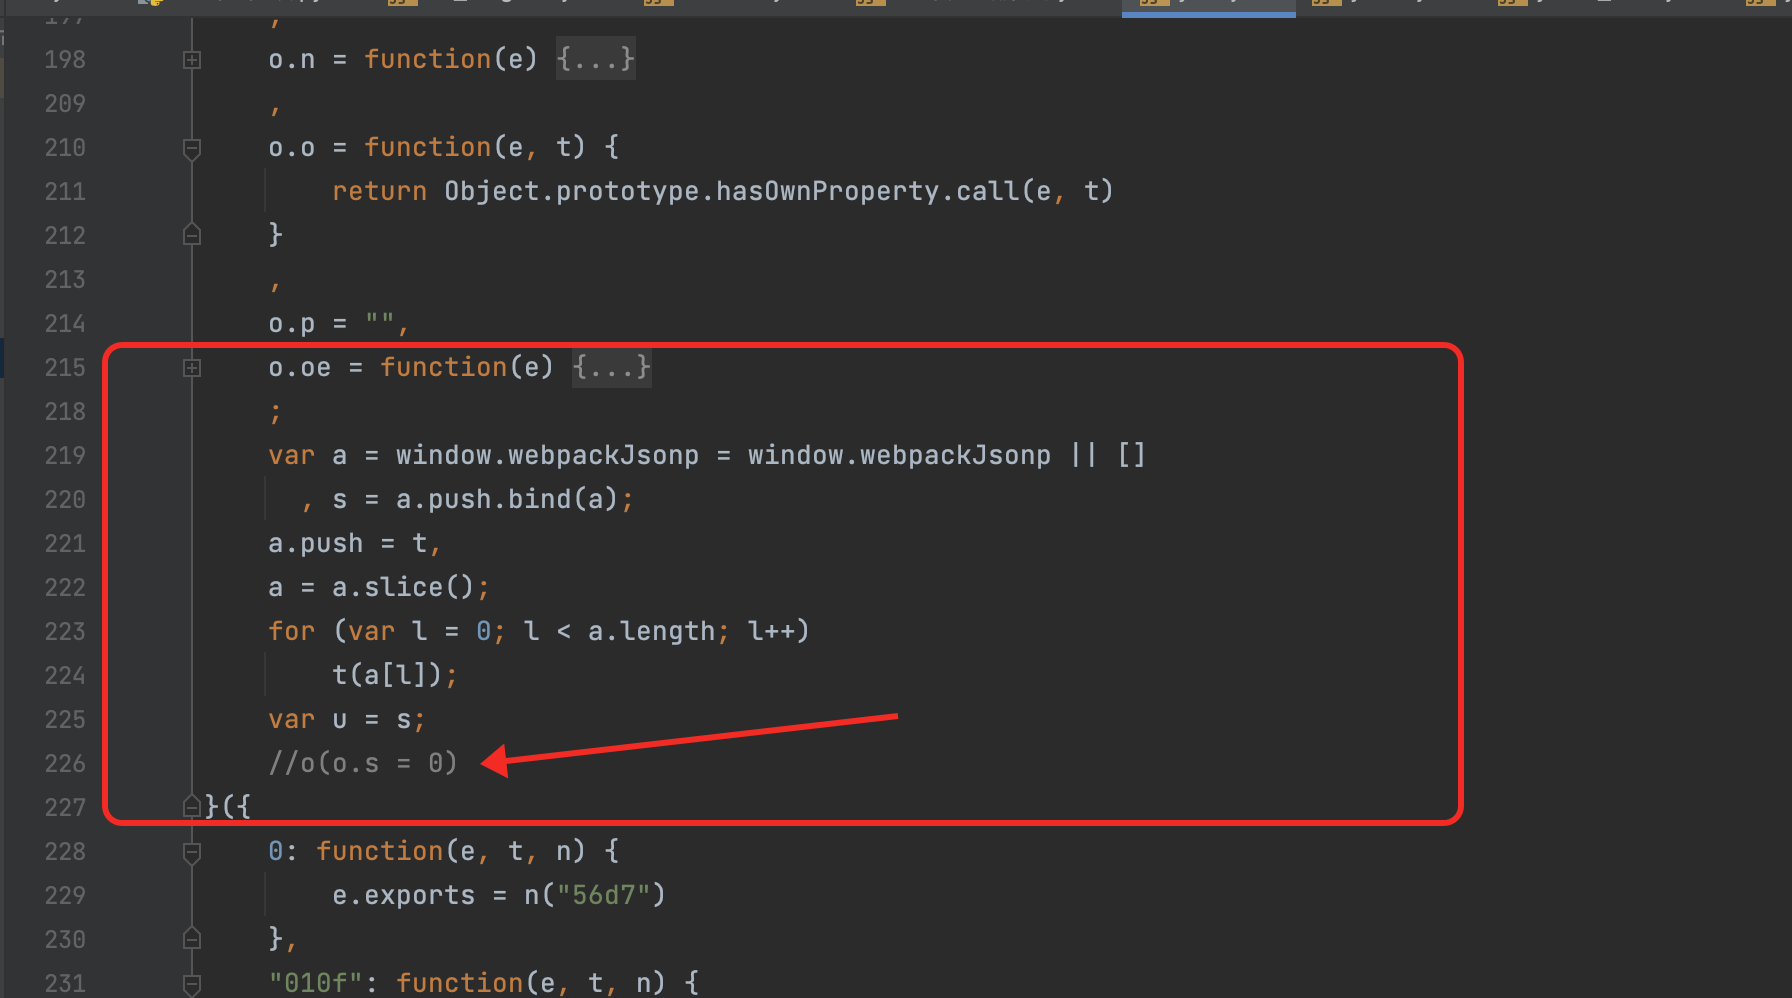 198 o.n = function(e) {...}
209 ,
210 o.o = function(e, t) {
211 return Object.prototype.hasOwnProperty.call(e, t)
212 }
213 ,
214 o.p = "",
215 o.oe = function(e) {...}
218 ;
219 var a = window.webpackJsonp = window.webpackJsonp || []
220 , s = a.push.bind(a);
221 a.push = t,
222 a = a.slice();
223 for (var l = 0; l < a.length; l++)
224 t(a[l]);
225 var u = s;
226 //o(o.s = 0)
227 }({
228 0: function(e, t, n) {
229 e.exports = n("56d7")
230 },
231 "010f": function(e, t, n) {